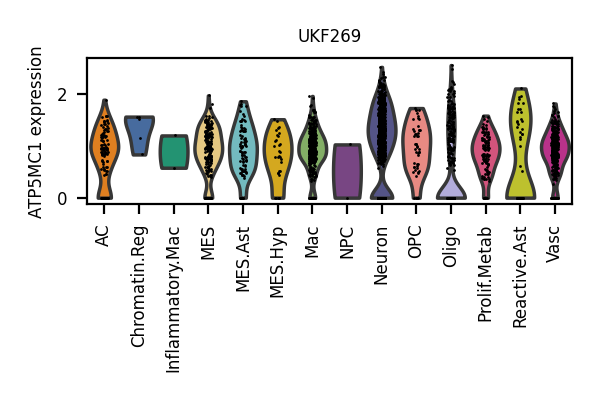 UKF269
ATP5MC1 expression
2
0
AC
Chromatin.Reg
Inflammatory.Mac
MES
MES.Ast
MES.Hyp
Mac
NPC
Neuron
OPC
Oligo
Prolif.Metab
Reactive.Ast
Vasc